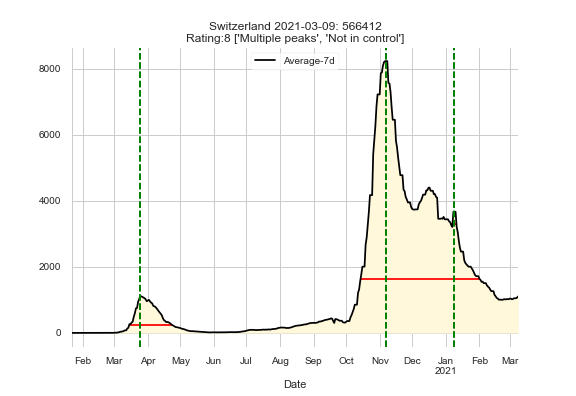 Switzerland 2021-03-09: 566412
Rating:8 ['Multiple peaks', 'Not in control']
Average-7d
8000
6000
4000
2000
0
Feb Mar Apr May Jun Jul Aug Sep Oct Nov Dec Jan Feb Mar
2021
Date